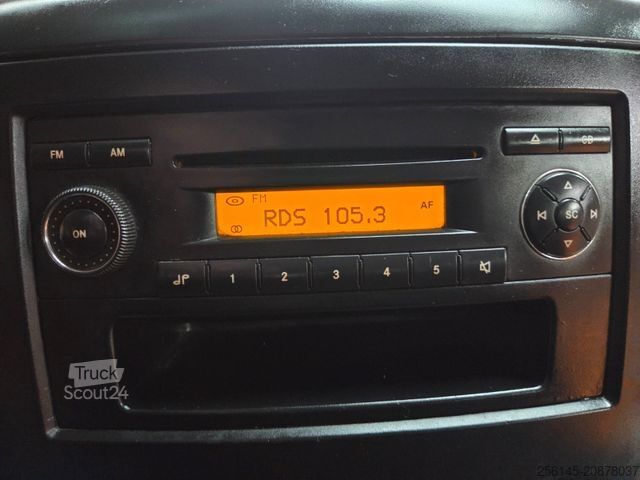 FM AM
CD
FM
RDS 105.3 AF
ON
SC
1 2 3 4 5
Truck
Scout24
256145-20878037